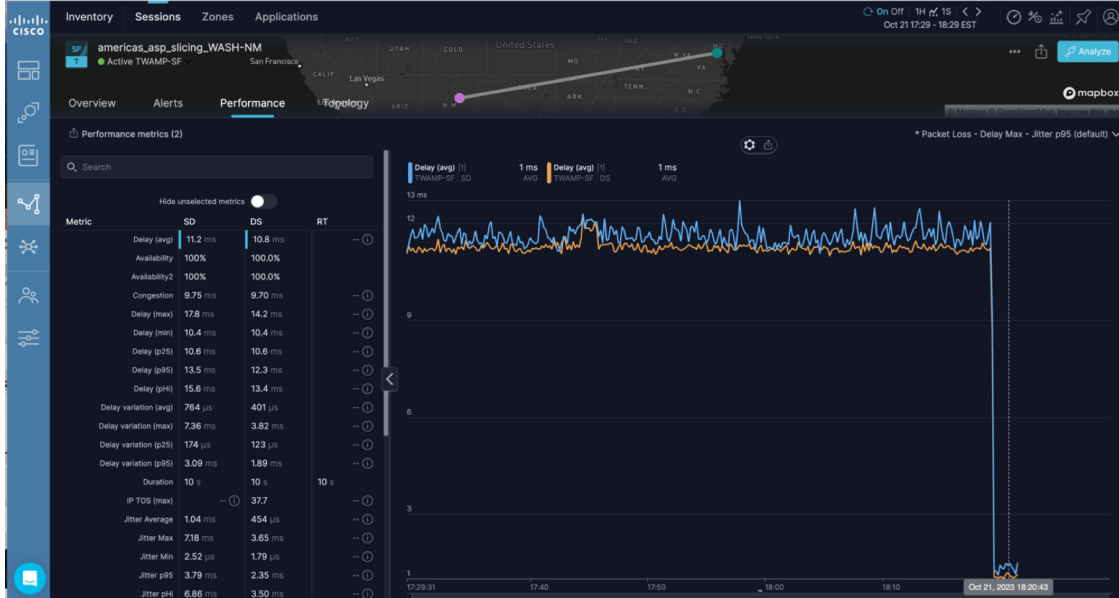 CISCO
Inventory Sessions Zones Applications
On Off 1H 1S
Oct 21 17:29 - 18:29 EST
SF
T
americas_asp_slicing_WASH-NM
Active TWAMP-SF
Analyze
Overview Alerts Performance Topology
San Francisco
CALIF
Las Vegas
UTAH
COLO
ARIZ
N.M.
United States
MO
ILL
IND
W.VA
VA
TENN
N.C.
ARK
S.C.
mapbox
© Mapbox © OpenStreetMap Improve this map
Performance metrics (2)
* Packet Loss - Delay Max - Jitter p95 (default)
Search
Hide unselected metrics
Metric SD DS RT
Delay (avg) 11.2 ms 10.8 ms --
Availability 100% 100.0%
Availability2 100% 100.0%
Congestion 9.75 ms 9.70 ms --
Delay (max) 17.8 ms 14.2 ms --
Delay (min) 10.4 ms 10.4 ms --
Delay (p25) 10.6 ms 10.6 ms --
Delay (p95) 13.5 ms 12.3 ms --
Delay (pHi) 15.6 ms 13.4 ms --
Delay variation (avg) 764 µs 401 µs --
Delay variation (max) 7.36 ms 3.82 ms --
Delay variation (p25) 174 µs 123 µs --
Delay variation (p95) 3.09 ms 1.89 ms --
Duration 10 s 10 s 10 s
IP TOS (max) -- 37.7 --
Jitter Average 1.04 ms 454 µs --
Jitter Max 7.18 ms 3.65 ms --
Jitter Min 2.52 µs 1.79 µs --
Jitter p95 3.79 ms 2.35 ms --
Jitter pHi 6.86 ms 3.50 ms --
Delay (avg) |1| 1 ms Delay (avg) |1| 1 ms
TWAMP-SF | SD AVG TWAMP-SF | DS AVG
13 ms
12
9
6
3
1
17:29:31 17:40 17:50 18:00 18:10 Oct 21, 2023 18:20:43